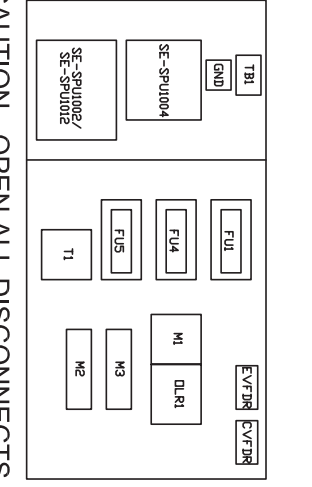 TB1
EVFDR
CVFDR
GND
FU1
SE-SPU1004
FU4
M1
OLR1
FU5
M3
SE-SPU1002/
SE-SPU1012
T1
M2
CAUTION OPEN ALL DISCONNECTS